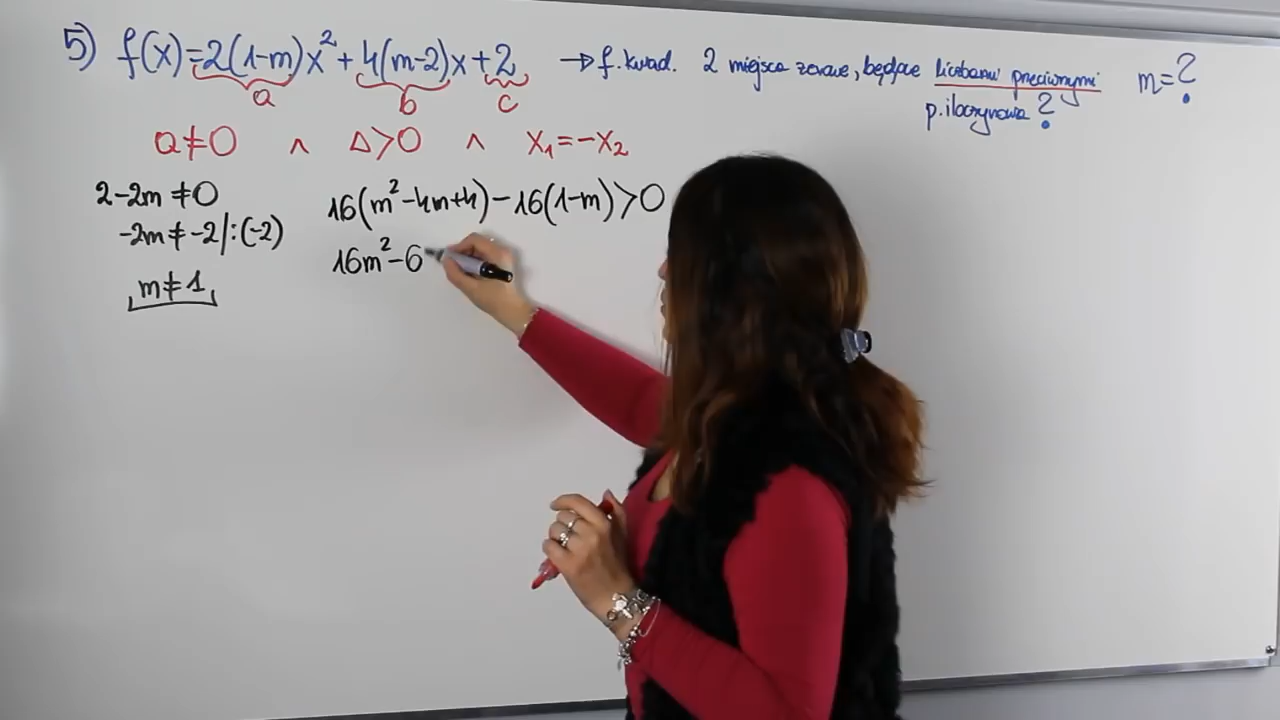 5) f(x)=2(1-m)x²+4(m-2)x+2 → f. kwad. 2 miejsca zerowe, będące liczbami przeciwnymi m=?
a b c p. iloczynowa?
a≠0 ∧ Δ>0 ∧ x₁=-x₂
2-2m≠0 16(m²-4m+4)-16(1-m)>0
-2m≠-2/:(-2) 16m²-6
m≠1